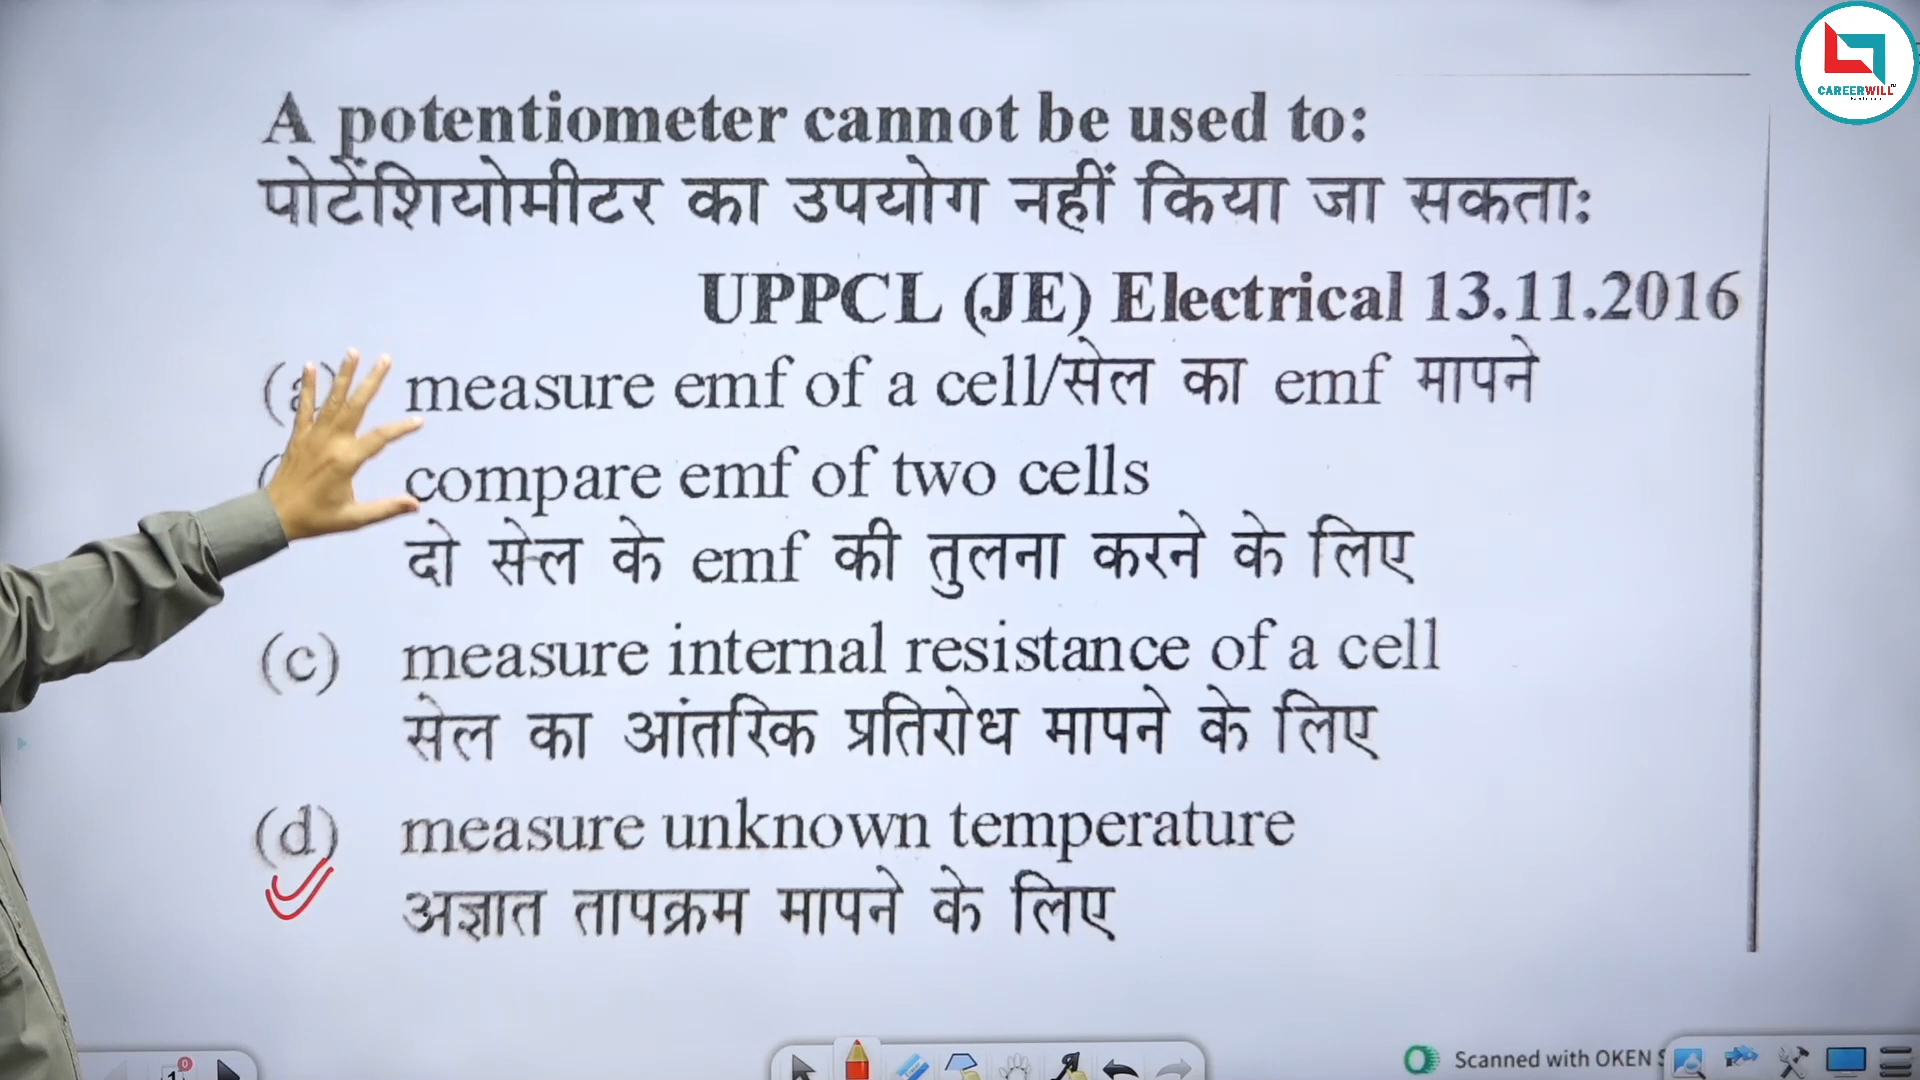 CAREERWILL
A potentiometer cannot be used to:
पोटेंशियोमीटर का उपयोग नहीं किया जा सकताः
UPPCL (JE) Electrical 13.11.2016
(a) measure emf of a cell/सेल का emf मापने
compare emf of two cells
दो सेल के emf की तुलना करने के लिए
(c) measure internal resistance of a cell
सेल का आंतरिक प्रतिरोध मापने के लिए
(d) measure unknown temperature
अज्ञात तापक्रम मापने के लिए
Scanned with OKEN S
1
0